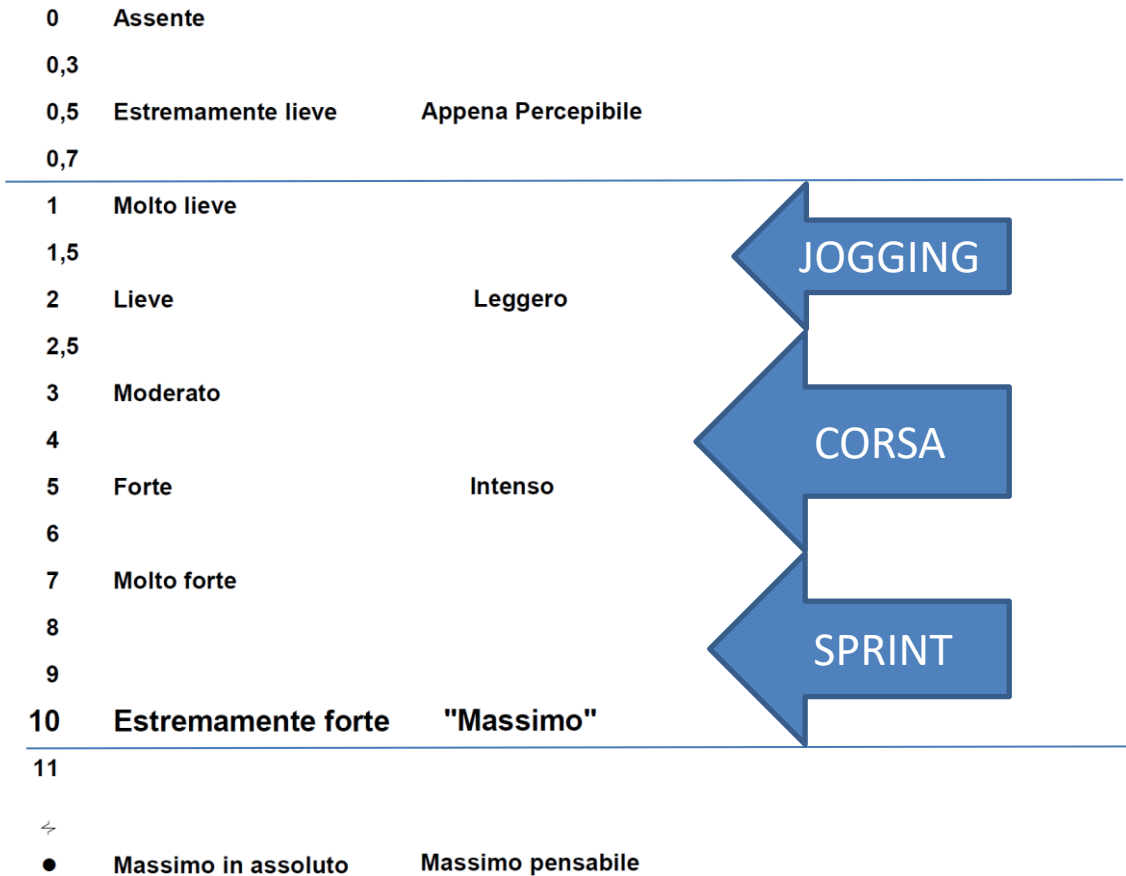 0 Assente
0,3
0,5 Estremamente lieve Appena Percepibile
0,7
1 Molto lieve
1,5 JOGGING
2 Lieve Leggero
2,5
3 Moderato
4 CORSA
5 Forte Intenso
6
7 Molto forte
8 SPRINT
9
10 Estremamente forte "Massimo"
11
● Massimo in assoluto Massimo pensabile